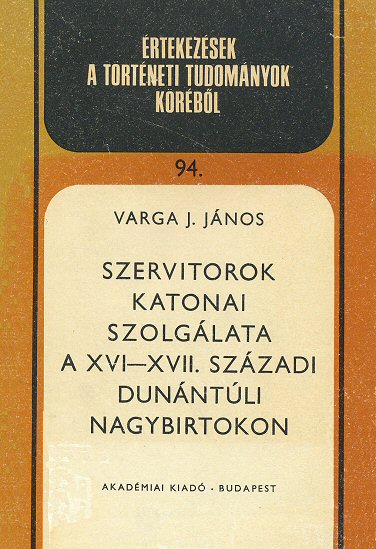 ÉRTEKEZÉSEK
A TÖRTÉNETI TUDOMÁNYOK
KÖRÉBŐL
94.
VARGA J. JÁNOS
SZERVITOROK
KATONAI
SZOLGÁLATA
A XVI—XVII. SZÁZADI
DUNÁNTÚLI
NAGYBIRTOKON
AKADÉMIAI KIADÓ · BUDAPEST